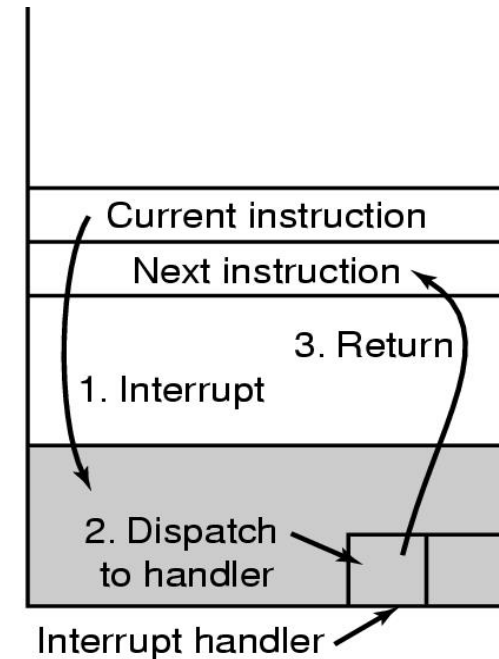 Current instruction
Next instruction
3. Return
1. Interrupt
2. Dispatch
to handler
Interrupt handler